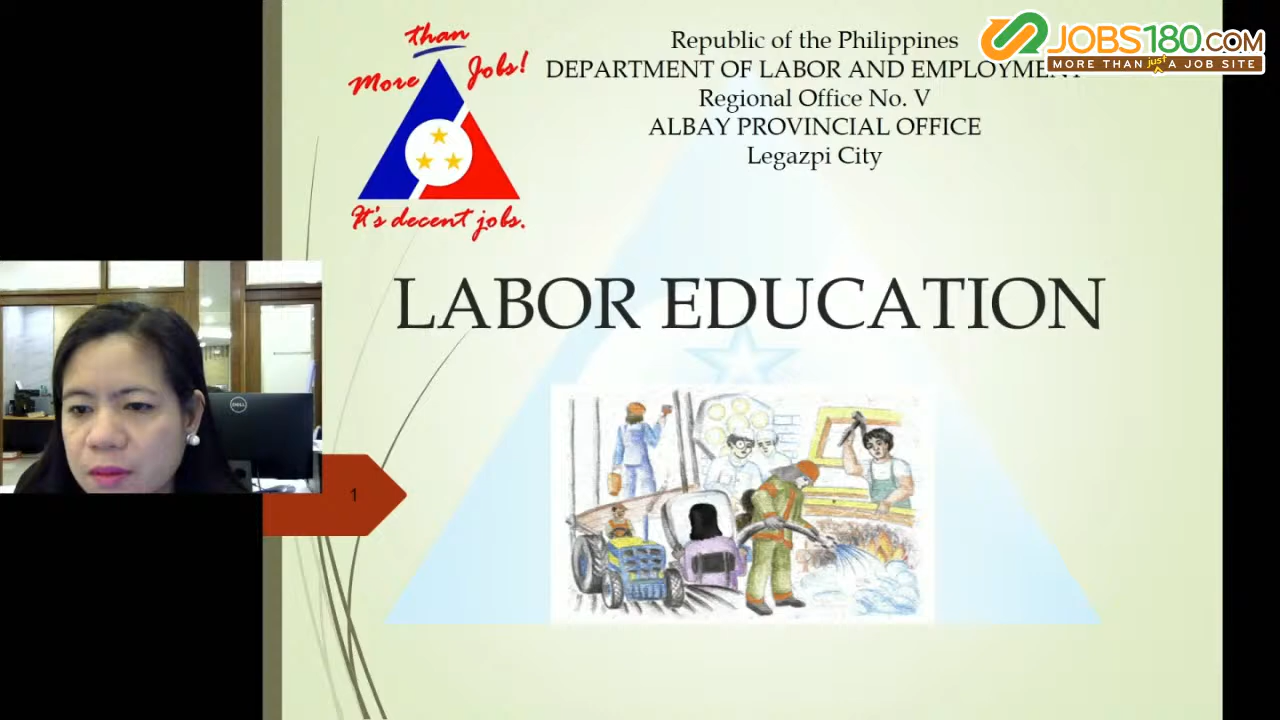 than
More Jobs!
It's decent jobs.
Republic of the Philippines
DEPARTMENT OF LABOR AND EMPLOYMENT
Regional Office No. V
ALBAY PROVINCIAL OFFICE
Legazpi City
JOBS180.COM
MORE THAN just A JOB SITE
LABOR EDUCATION
DELL
1